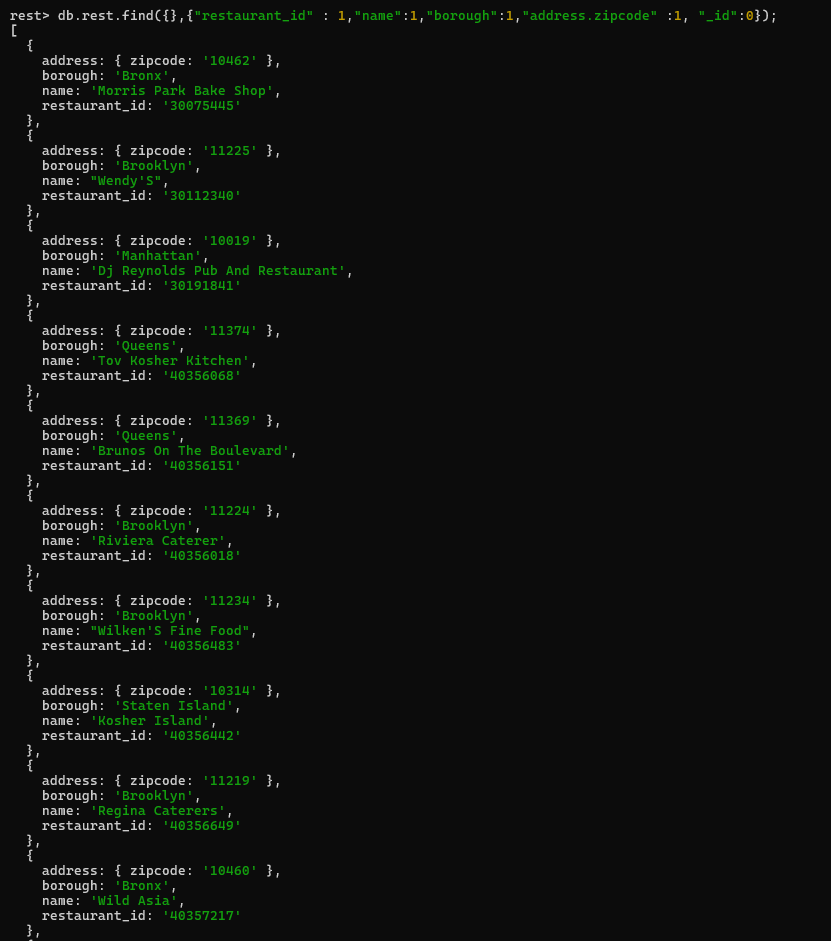 rest> db.rest.find({},{"restaurant_id" : 1,"name":1,"borough":1,"address.zipcode" :1, "_id":0});
[
  {
    address: { zipcode: '10462' },
    borough: 'Bronx',
    name: 'Morris Park Bake Shop',
    restaurant_id: '30075445'
  },
  {
    address: { zipcode: '11225' },
    borough: 'Brooklyn',
    name: "Wendy'S",
    restaurant_id: '30112340'
  },
  {
    address: { zipcode: '10019' },
    borough: 'Manhattan',
    name: 'Dj Reynolds Pub And Restaurant',
    restaurant_id: '30191841'
  },
  {
    address: { zipcode: '11374' },
    borough: 'Queens',
    name: 'Tov Kosher Kitchen',
    restaurant_id: '40356068'
  },
  {
    address: { zipcode: '11369' },
    borough: 'Queens',
    name: 'Brunos On The Boulevard',
    restaurant_id: '40356151'
  },
  {
    address: { zipcode: '11224' },
    borough: 'Brooklyn',
    name: 'Riviera Caterer',
    restaurant_id: '40356018'
  },
  {
    address: { zipcode: '11234' },
    borough: 'Brooklyn',
    name: "Wilken'S Fine Food",
    restaurant_id: '40356483'
  },
  {
    address: { zipcode: '10314' },
    borough: 'Staten Island',
    name: 'Kosher Island',
    restaurant_id: '40356442'
  },
  {
    address: { zipcode: '11219' },
    borough: 'Brooklyn',
    name: 'Regina Caterers',
    restaurant_id: '40356649'
  },
  {
    address: { zipcode: '10460' },
    borough: 'Bronx',
    name: 'Wild Asia',
    restaurant_id: '40357217'
  },